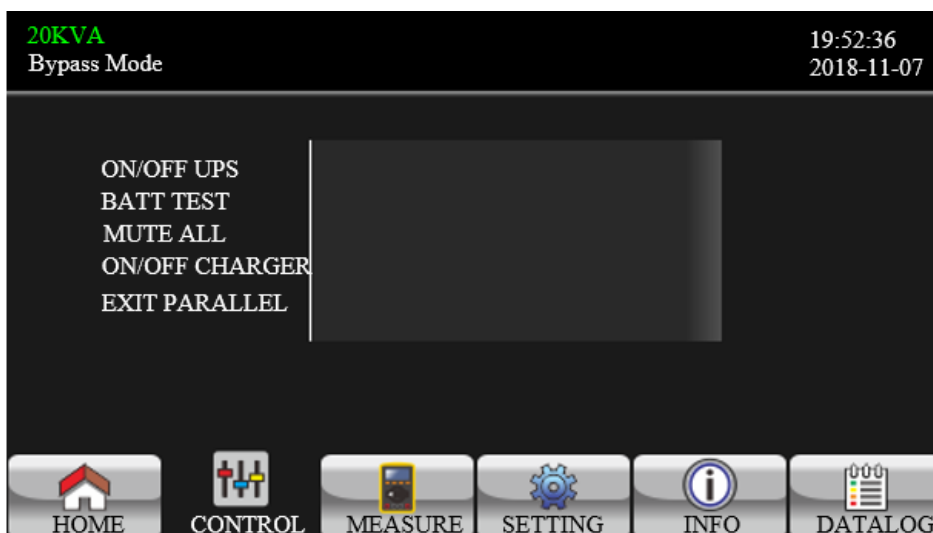 20KVA
Bypass Mode
19:52:36
2018-11-07
ON/OFF UPS
BATT TEST
MUTE ALL
ON/OFF CHARGER
EXIT PARALLEL
HOME
CONTROL
MEASURE
SETTING
INFO
DATALOG